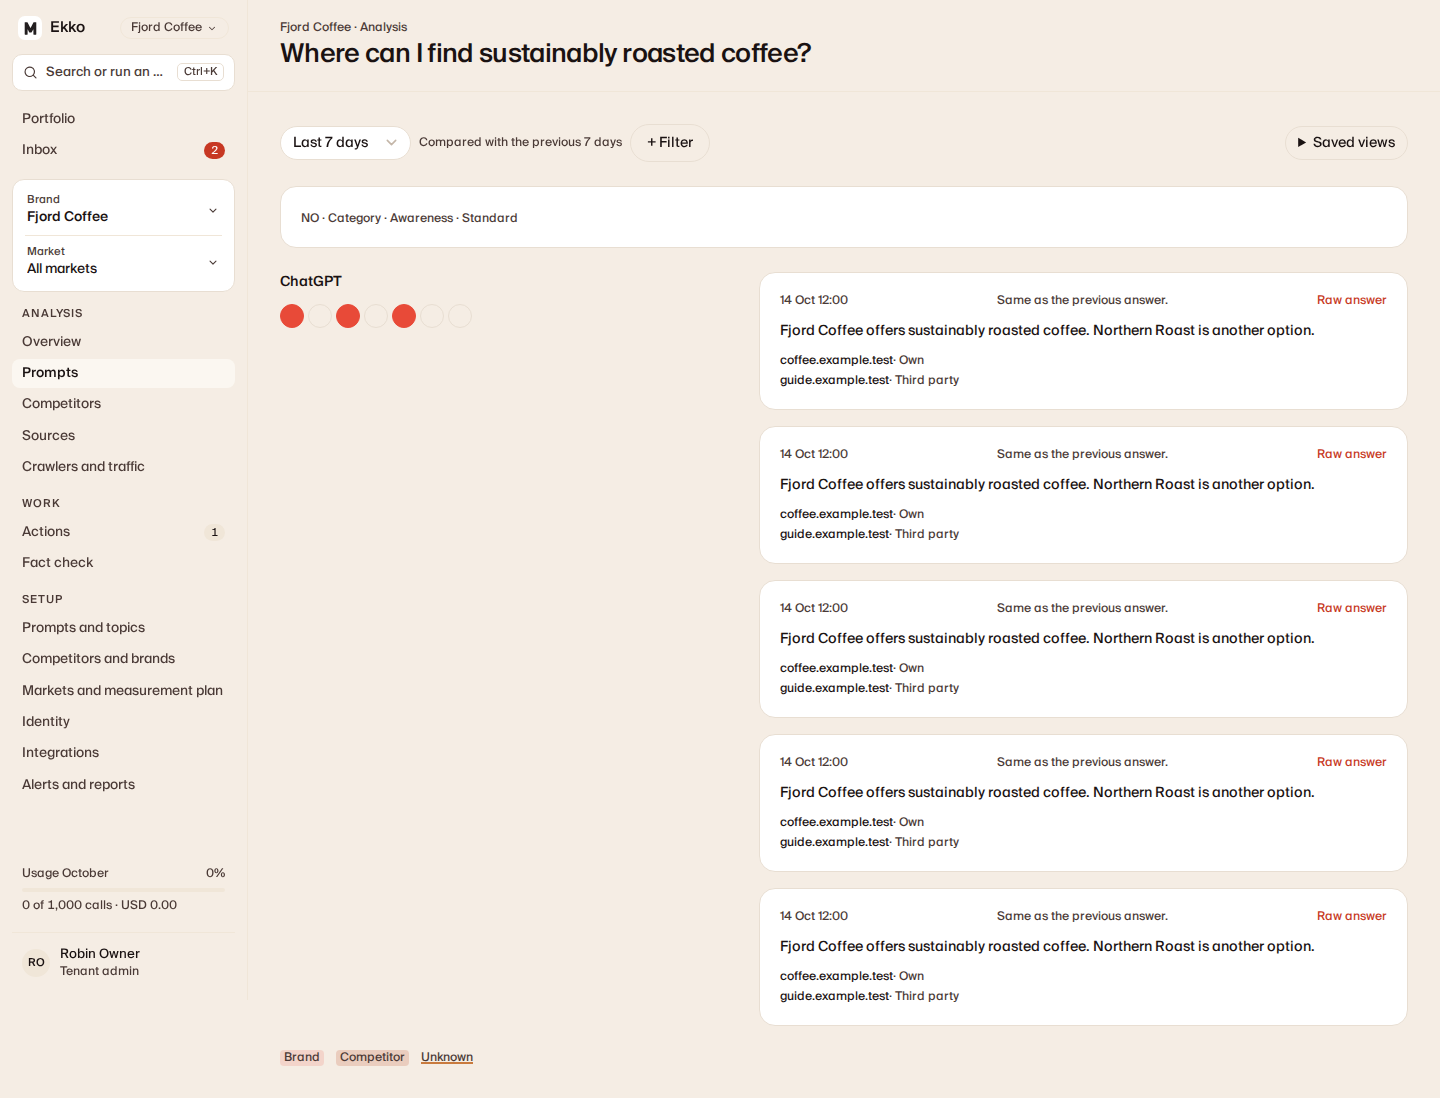 Ekko
Fjord Coffee
Search or run an ...
Ctrl+K
Portfolio
Inbox
2
Brand
Fjord Coffee
Market
All markets
ANALYSIS
Overview
Prompts
Competitors
Sources
Crawlers and traffic
WORK
Actions
1
Fact check
SETUP
Prompts and topics
Competitors and brands
Markets and measurement plan
Identity
Integrations
Alerts and reports
Usage October
0%
0 of 1,000 calls · USD 0.00
RO
Robin Owner
Tenant admin
Fjord Coffee · Analysis
Where can I find sustainably roasted coffee?
Last 7 days
Compared with the previous 7 days
+ Filter
Saved views
NO · Category · Awareness · Standard
ChatGPT
14 Oct 12:00
Same as the previous answer.
Raw answer
Fjord Coffee offers sustainably roasted coffee. Northern Roast is another option.
coffee.example.test· Own
guide.example.test· Third party
14 Oct 12:00
Same as the previous answer.
Raw answer
Fjord Coffee offers sustainably roasted coffee. Northern Roast is another option.
coffee.example.test· Own
guide.example.test· Third party
14 Oct 12:00
Same as the previous answer.
Raw answer
Fjord Coffee offers sustainably roasted coffee. Northern Roast is another option.
coffee.example.test· Own
guide.example.test· Third party
14 Oct 12:00
Same as the previous answer.
Raw answer
Fjord Coffee offers sustainably roasted coffee. Northern Roast is another option.
coffee.example.test· Own
guide.example.test· Third party
14 Oct 12:00
Same as the previous answer.
Raw answer
Fjord Coffee offers sustainably roasted coffee. Northern Roast is another option.
coffee.example.test· Own
guide.example.test· Third party
Brand
Competitor
Unknown